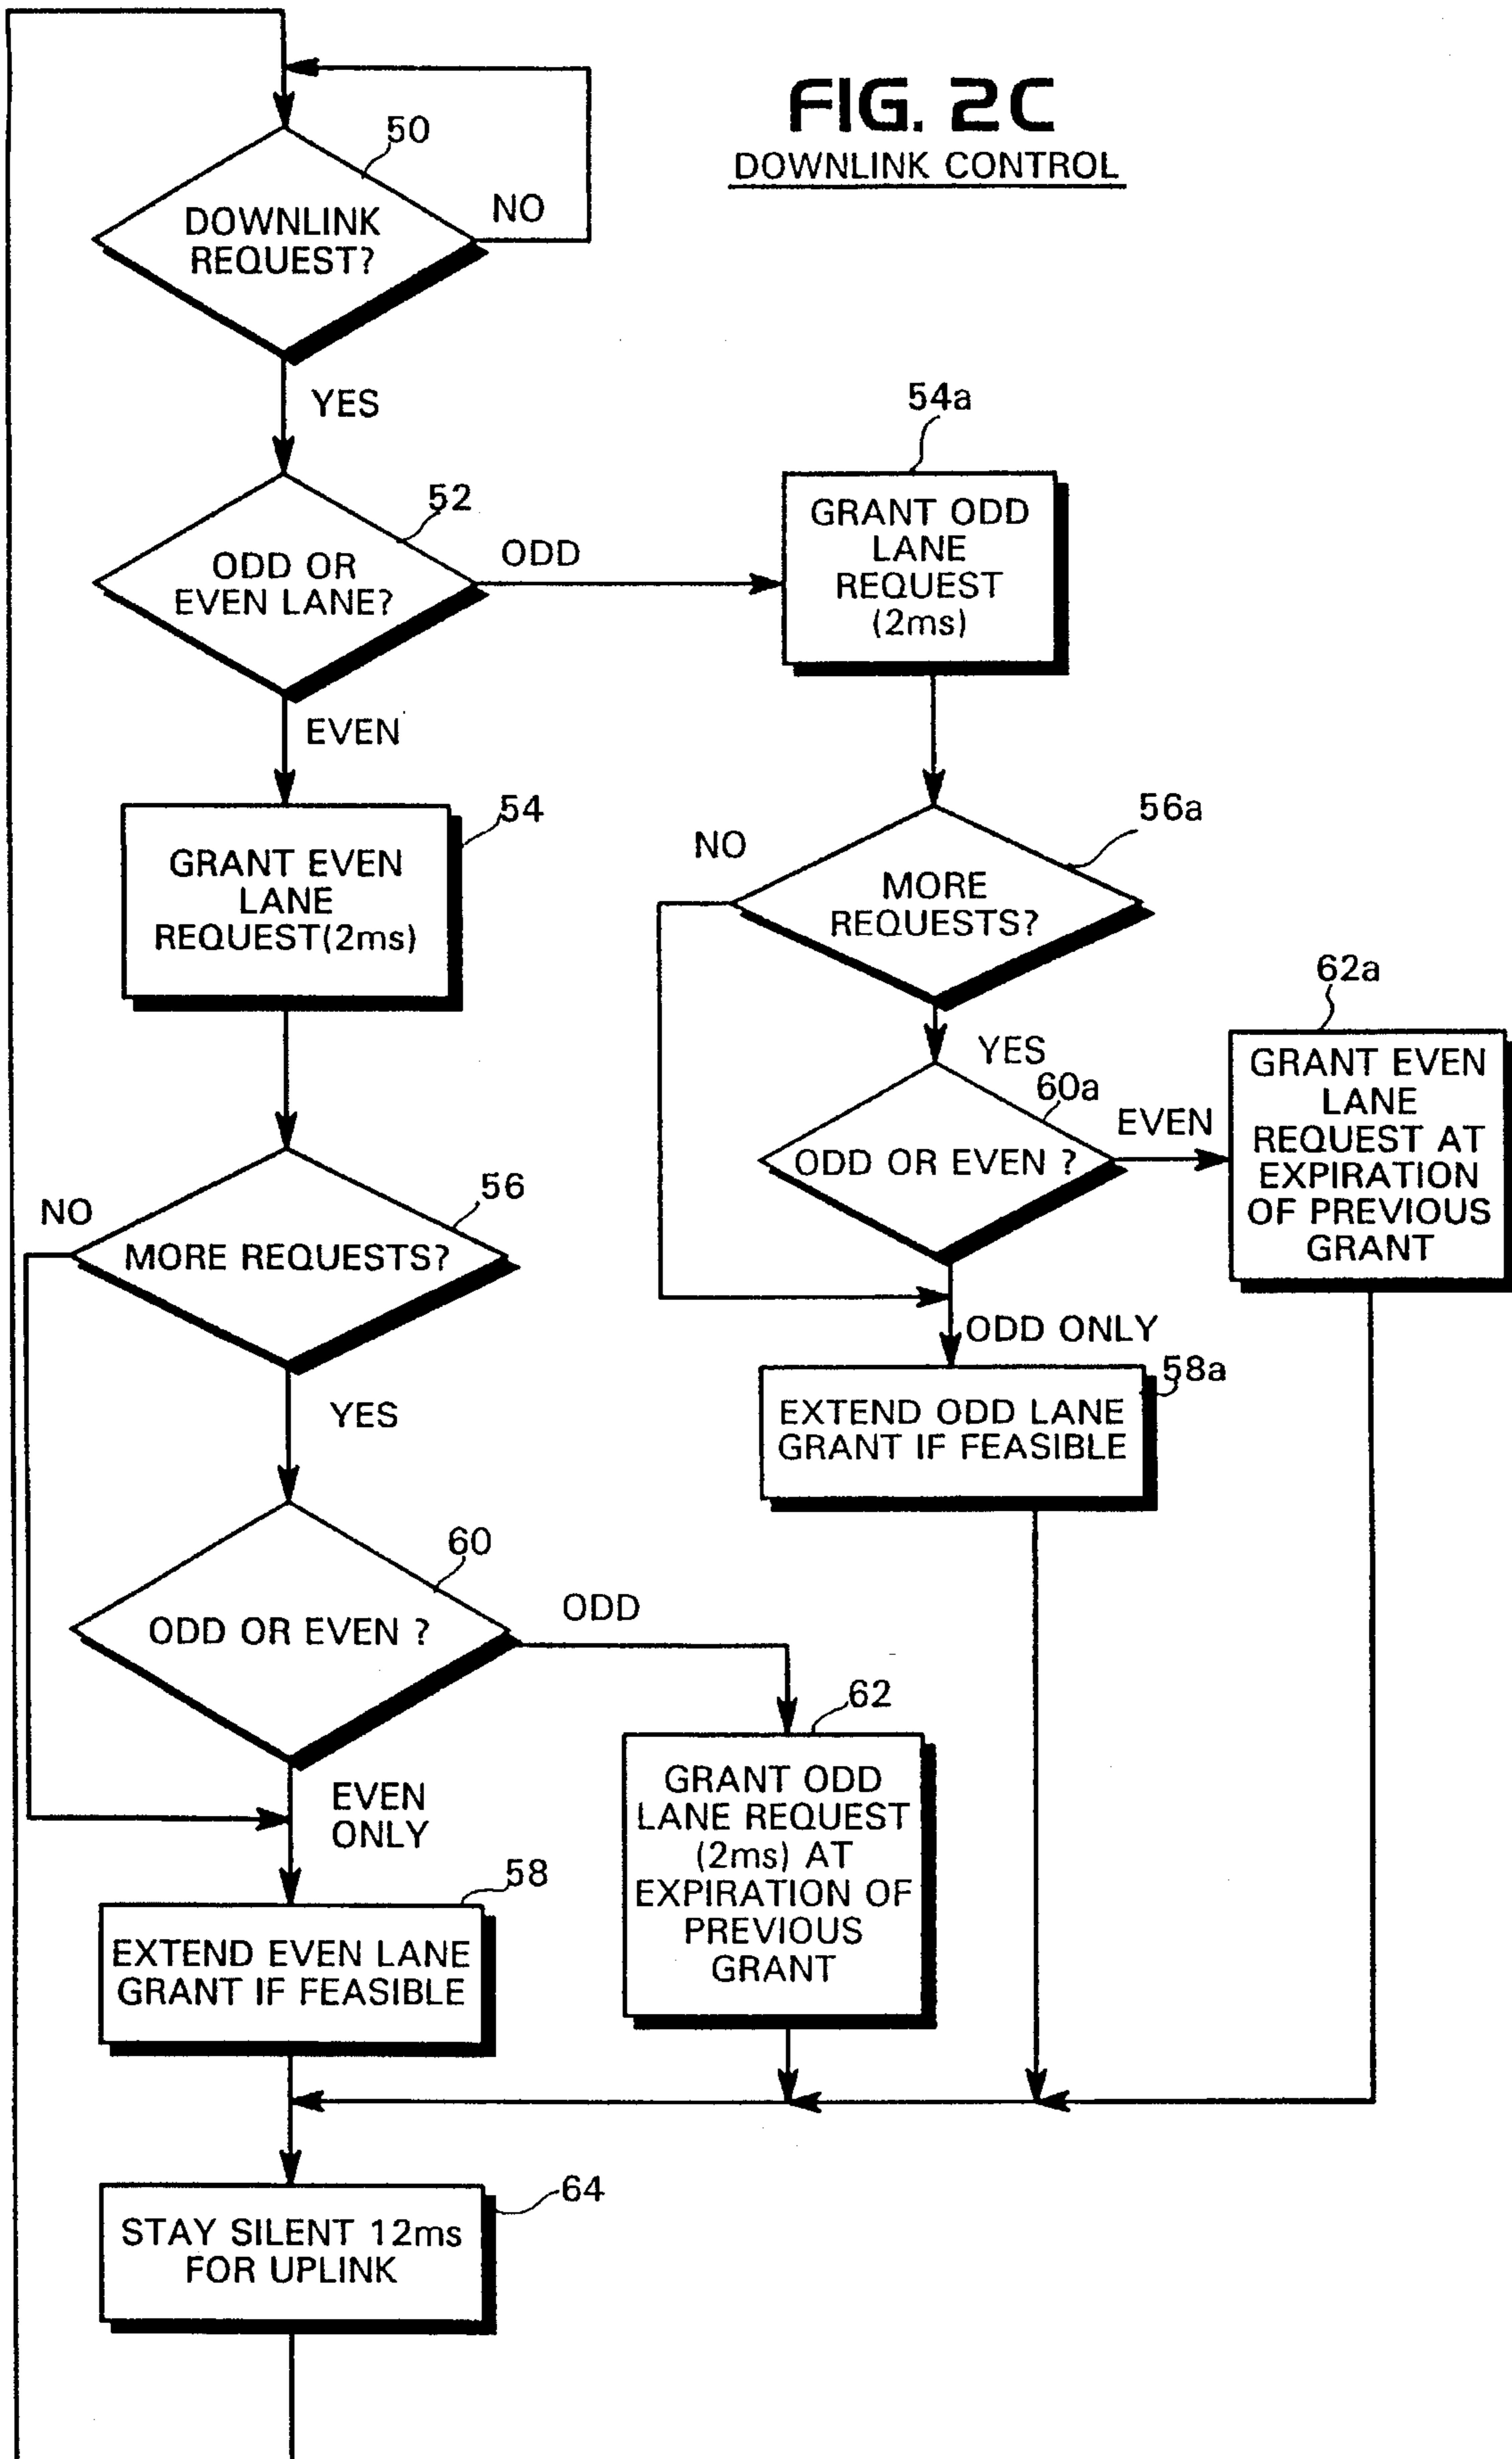 FIG. 2C
DOWNLINK CONTROL
50
DOWNLINK
REQUEST?
NO
YES
52
ODD OR
EVEN LANE?
ODD
EVEN
54a
GRANT ODD
LANE
REQUEST
(2ms)
54
GRANT EVEN
LANE
REQUEST(2ms)
56a
NO
MORE
REQUESTS?
YES
60a
ODD OR EVEN ?
EVEN
62a
GRANT EVEN
LANE
REQUEST AT
EXPIRATION
OF PREVIOUS
GRANT
ODD ONLY
58a
EXTEND ODD LANE
GRANT IF FEASIBLE
56
NO
MORE REQUESTS?
YES
60
ODD OR EVEN ?
ODD
EVEN
ONLY
62
GRANT ODD
LANE REQUEST
(2ms) AT
EXPIRATION OF
PREVIOUS
GRANT
58
EXTEND EVEN LANE
GRANT IF FEASIBLE
64
STAY SILENT 12ms
FOR UPLINK